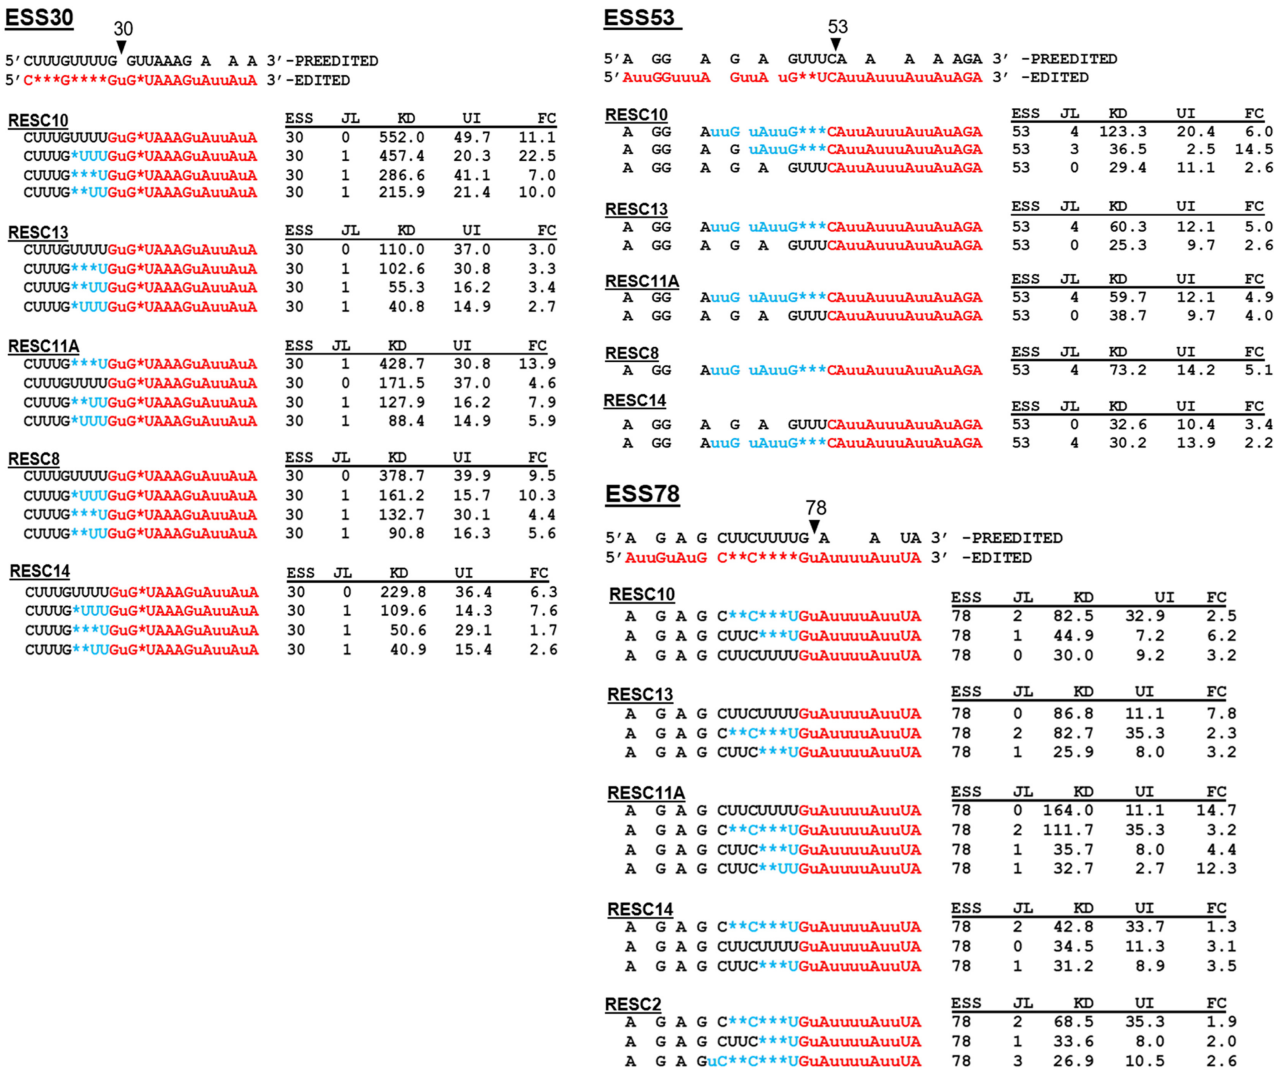 ESS30
30
5'CUUUGUUUUG GUUAAAG A  A A 3'-PREEDITED
5'C***G****GuG*UAAAGuAuuAuA 3'-EDITED
RESC10
ESS JL KD UI FC
CUUUGUUUUGuG*UAAAGuAuuAuA 30 0 552.0 49.7 11.1
CUUUG*UUUGuG*UAAAGuAuuAuA 30 1 457.4 20.3 22.5
CUUUG***UGuG*UAAAGuAuuAuA 30 1 286.6 41.1 7.0
CUUUG**UUGuG*UAAAGuAuuAuA 30 1 215.9 21.4 10.0
RESC13
ESS JL KD UI FC
CUUUGUUUUGuG*UAAAGuAuuAuA 30 0 110.0 37.0 3.0
CUUUG***UGuG*UAAAGuAuuAuA 30 1 102.6 30.8 3.3
CUUUG**UUGuG*UAAAGuAuuAuA 30 1 55.3 16.2 3.4
CUUUG*UUUGuG*UAAAGuAuuAuA 30 1 40.8 14.9 2.7
RESC11A
ESS JL KD UI FC
CUUUG***UGuG*UAAAGuAuuAuA 30 1 428.7 30.8 13.9
CUUUGUUUUGuG*UAAAGuAuuAuA 30 0 171.5 37.0 4.6
CUUUG**UUGuG*UAAAGuAuuAuA 30 1 127.9 16.2 7.9
CUUUG*UUUGuG*UAAAGuAuuAuA 30 1 88.4 14.9 5.9
RESC8
ESS JL KD UI FC
CUUUGUUUUGuG*UAAAGuAuuAuA 30 0 378.7 39.9 9.5
CUUUG*UUUGuG*UAAAGuAuuAuA 30 1 161.2 15.7 10.3
CUUUG***UGuG*UAAAGuAuuAuA 30 1 132.7 30.1 4.4
CUUUG**UUGuG*UAAAGuAuuAuA 30 1 90.8 16.3 5.6
RESC14
ESS JL KD UI FC
CUUUGUUUUGuG*UAAAGuAuuAuA 30 0 229.8 36.4 6.3
CUUUG*UUUGuG*UAAAGuAuuAuA 30 1 109.6 14.3 7.6
CUUUG***UGuG*UAAAGuAuuAuA 30 1 50.6 29.1 1.7
CUUUG**UUGuG*UAAAGuAuuAuA 30 1 40.9 15.4 2.6
ESS53
53
5'A  GG   A G  A  GUUUCA  A   A  A AAGA 3' -PREEDITED
5'AuuGGuuuA GuuA uG**UCAuuAuuuAuuAuAGA 3' -EDITED
RESC10
ESS JL KD UI FC
A GG AuuG uAuuG***CAuuAuuuAuuAuAGA 53 4 123.3 20.4 6.0
A GG A G uAuuG***CAuuAuuuAuuAuAGA 53 3 36.5 2.5 14.5
A GG A G A GUUUCAuuAuuuAuuAuAGA 53 0 29.4 11.1 2.6
RESC13
ESS JL KD UI FC
A GG AuuG uAuuG***CAuuAuuuAuuAuAGA 53 4 60.3 12.1 5.0
A GG A G A GUUUCAuuAuuuAuuAuAGA 53 0 25.3 9.7 2.6
RESC11A
ESS JL KD UI FC
A GG AuuG uAuuG***CAuuAuuuAuuAuAGA 53 4 59.7 12.1 4.9
A GG A G A GUUUCAuuAuuuAuuAuAGA 53 0 38.7 9.7 4.0
RESC8
ESS JL KD UI FC
A GG AuuG uAuuG***CAuuAuuuAuuAuAGA 53 4 73.2 14.2 5.1
RESC14
ESS JL KD UI FC
A GG A G A GUUUCAuuAuuuAuuAuAGA 53 0 32.6 10.4 3.4
A GG AuuG uAuuG***CAuuAuuuAuuAuAGA 53 4 30.2 13.9 2.2
ESS78
78
5'A  G A G CUUCUUUUG A    A  UA 3' -PREEDITED
5'AuuGuAuG C**C****GuAuuuuAuuUA 3' -EDITED
RESC10
ESS JL KD UI FC
A G A G C**C***UGuAuuuuAuuUA 78 2 82.5 32.9 2.5
A G A G CUUC***UGuAuuuuAuuUA 78 1 44.9 7.2 6.2
A G A G CUUCUUUUGuAuuuuAuuUA 78 0 30.0 9.2 3.2
RESC13
ESS JL KD UI FC
A G A G CUUCUUUUGuAuuuuAuuUA 78 0 86.8 11.1 7.8
A G A G C**C***UGuAuuuuAuuUA 78 2 82.7 35.3 2.3
A G A G CUUC***UGuAuuuuAuuUA 78 1 25.9 8.0 3.2
RESC11A
ESS JL KD UI FC
A G A G CUUCUUUUGuAuuuuAuuUA 78 0 164.0 11.1 14.7
A G A G C**C***UGuAuuuuAuuUA 78 2 111.7 35.3 3.2
A G A G CUUC***UGuAuuuuAuuUA 78 1 35.7 8.0 4.4
A G A G CUUC**UUGuAuuuuAuuUA 78 1 32.7 2.7 12.3
RESC14
ESS JL KD UI FC
A G A G C**C***UGuAuuuuAuuUA 78 2 42.8 33.7 1.3
A G A G CUUCUUUUGuAuuuuAuuUA 78 0 34.5 11.3 3.1
A G A G CUUC***UGuAuuuuAuuUA 78 1 31.2 8.9 3.5
RESC2
ESS JL KD UI FC
A G A G C**C***UGuAuuuuAuuUA 78 2 68.5 35.3 1.9
A G A G CUUC***UGuAuuuuAuuUA 78 1 33.6 8.0 2.0
A G A GuC**C***UGuAuuuuAuuUA 78 3 26.9 10.5 2.6